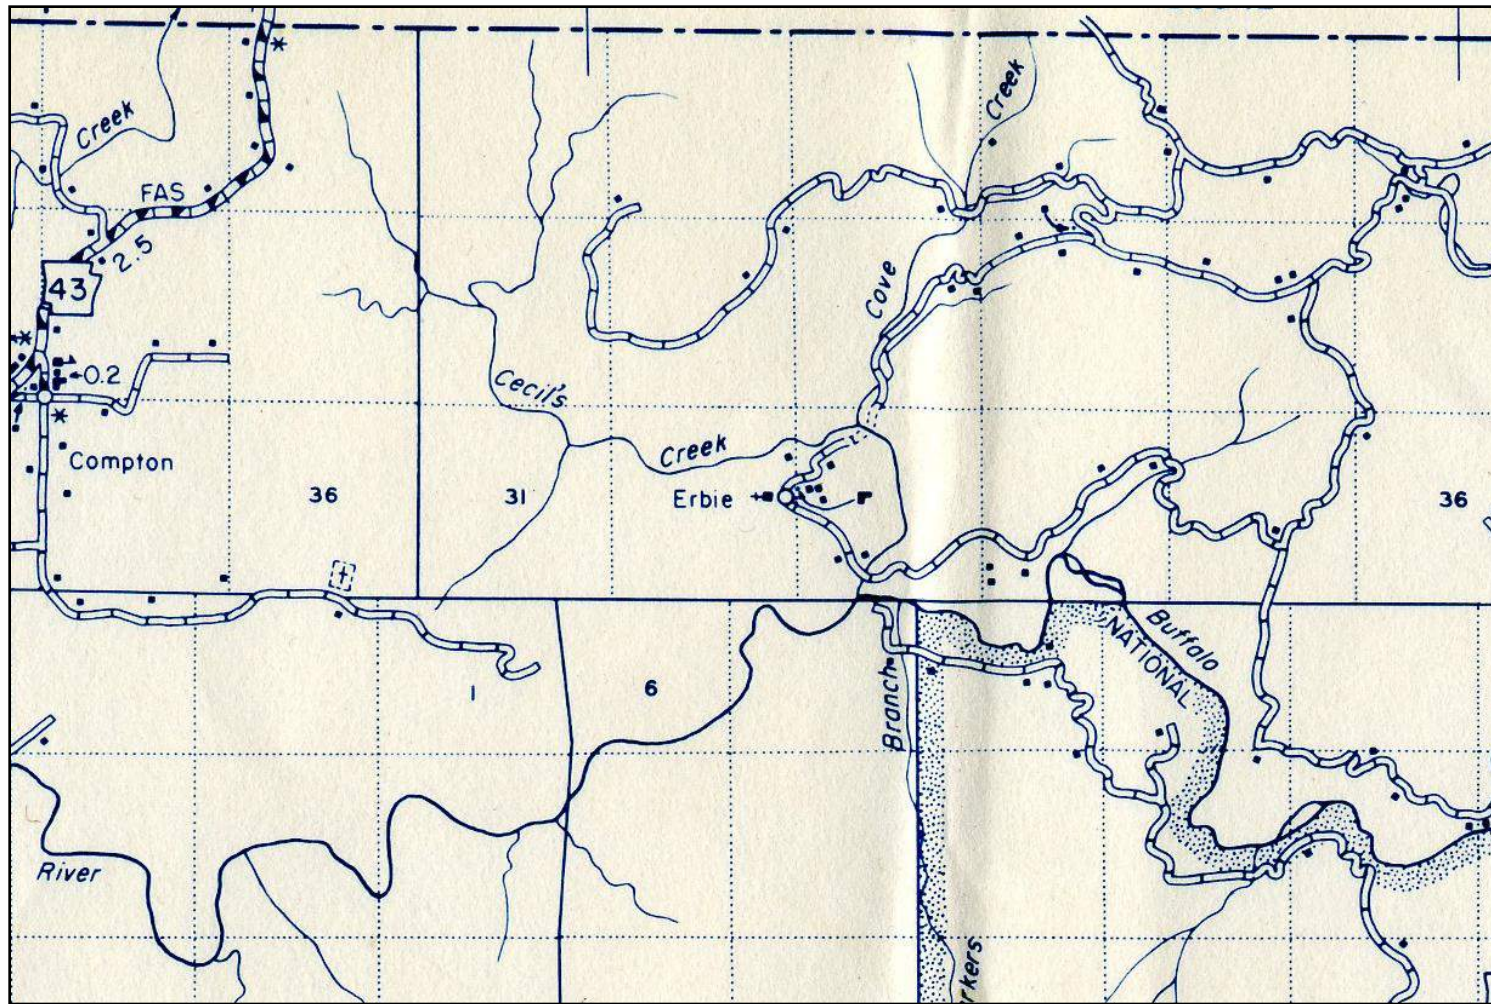 Creek
Creek
FAS
2.5
43
Cove
0.2
Cecil's
Creek
Compton
36
31
Erbie
36
Buffalo
NATIONAL
1
6
Branch
River
rkers